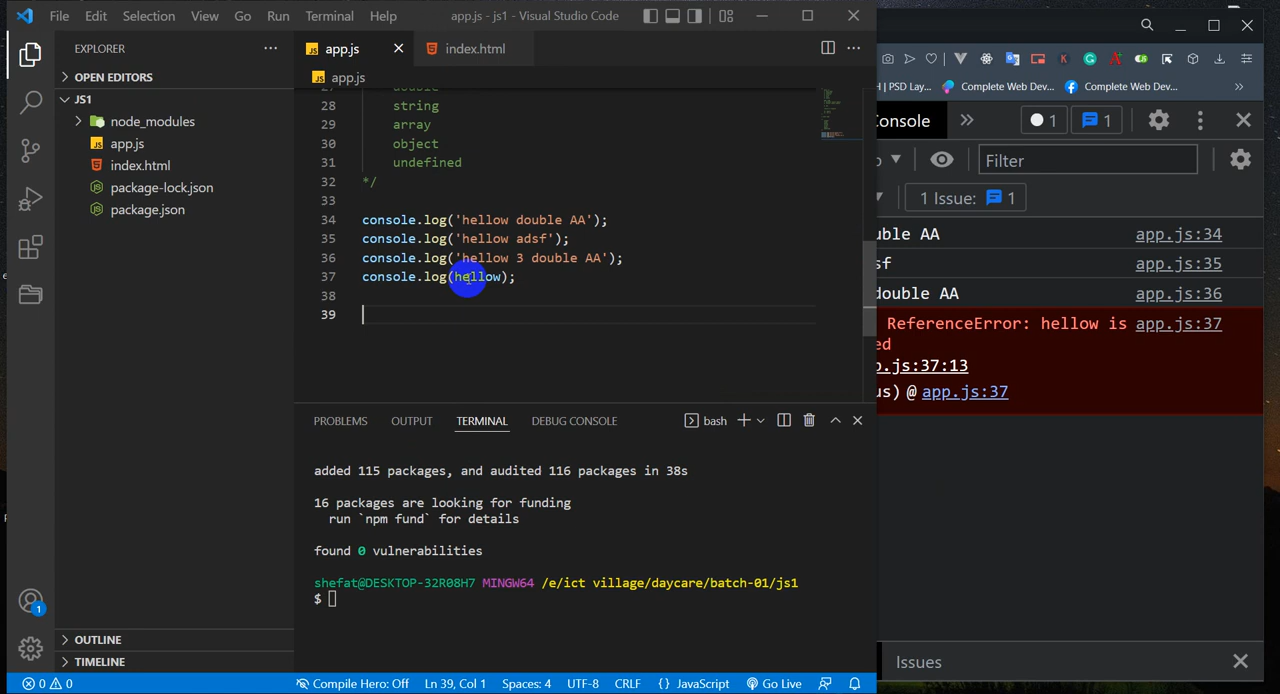 File Edit Selection View Go Run Terminal Help app.js - js1 - Visual Studio Code
EXPLORER
OPEN EDITORS
JS1
node_modules
app.js
index.html
package-lock.json
package.json
OUTLINE
TIMELINE
app.js
index.html
app.js
28 string
29 array
30 object
31 undefined
32 */
33
34 console.log('hellow double AA');
35 console.log('hellow adsf');
36 console.log('hellow 3 double AA');
37 console.log(hellow);
38
39
PROBLEMS OUTPUT TERMINAL DEBUG CONSOLE bash
added 115 packages, and audited 116 packages in 38s
16 packages are looking for funding
run `npm fund` for details
found 0 vulnerabilities
shefat@DESKTOP-32R08H7 MINGW64 /e/ict village/daycare/batch-01/js1
$
1
0 0 Compile Hero: Off Ln 39, Col 1 Spaces: 4 UTF-8 CRLF {} JavaScript Go Live
| PSD Lay... Complete Web Dev... Complete Web Dev... »
onsole » 1 1
Filter
1 Issue: 1
uble AA app.js:34
sf app.js:35
double AA app.js:36
ReferenceError: hellow is app.js:37
ed
p.js:37:13
us) @ app.js:37
Issues